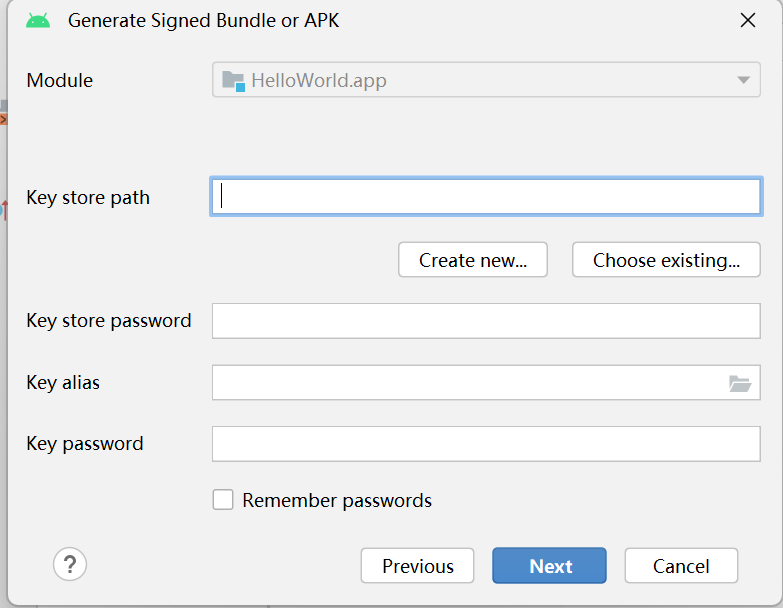 Generate Signed Bundle or APK
Module HelloWorld.app
Key store path
Create new... Choose existing...
Key store password
Key alias
Key password
Remember passwords
? Previous Next Cancel